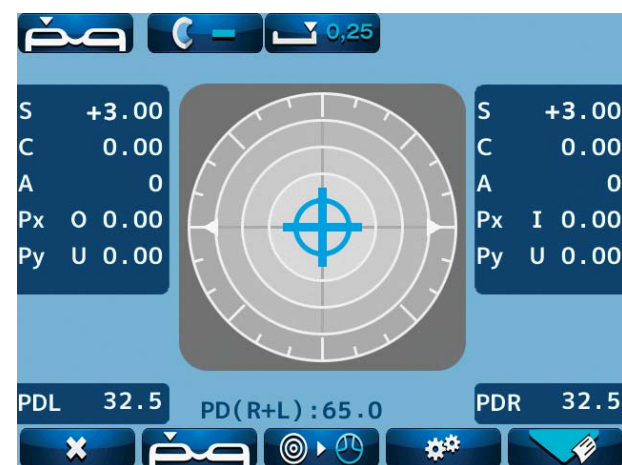 0,25
S +3.00
C 0.00
A 0
Px O 0.00
Py U 0.00
S +3.00
C 0.00
A 0
Px I 0.00
Py U 0.00
PDL 32.5
PD(R+L):65.0
PDR 32.5